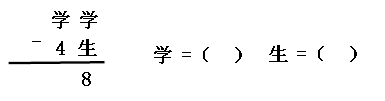 学 学
- 4 生
8
学 = ( ) 生 = ( )